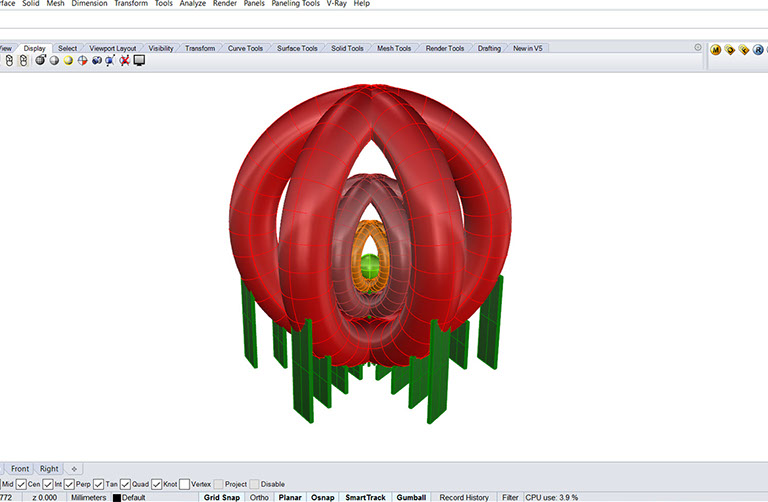 rface Solid Mesh Dimension Transform Tools Analyze Render Panels Paneling Tools V-Ray Help
iew Display Select Viewport Layout Visibility Transform Curve Tools Surface Tools Solid Tools Mesh Tools Render Tools Drafting New in V5
M R
Front Right
Mid Cen Int Perp Tan Quad Knot Vertex Project Disable
772 z 0.000 Millimeters Default Grid Snap Ortho Planar Osnap SmartTrack Gumball Record History Filter CPU use: 3.9 %